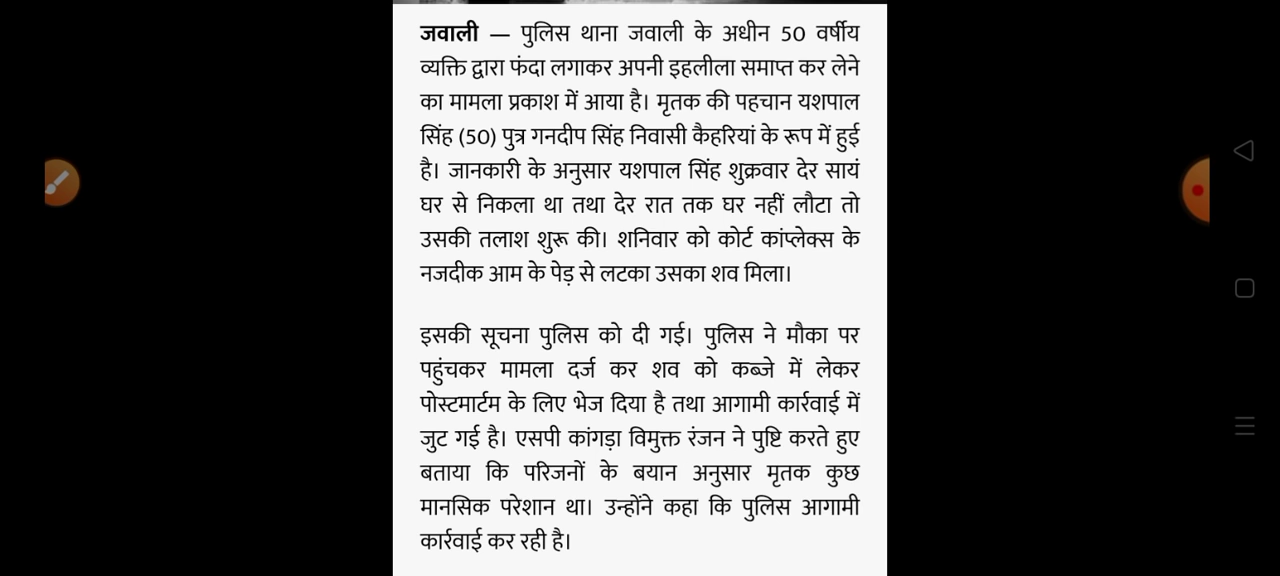 जवाली — पुलिस थाना जवाली के अधीन 50 वर्षीय
व्यक्ति द्वारा फंदा लगाकर अपनी इहलीला समाप्त कर लेने
का मामला प्रकाश में आया है। मृतक की पहचान यशपाल
सिंह (50) पुत्र गनदीप सिंह निवासी कैहरियां के रूप में हुई
है। जानकारी के अनुसार यशपाल सिंह शुक्रवार देर सायं
घर से निकला था तथा देर रात तक घर नहीं लौटा तो
उसकी तलाश शुरू की। शनिवार को कोर्ट कांप्लेक्स के
नजदीक आम के पेड़ से लटका उसका शव मिला।
इसकी सूचना पुलिस को दी गई। पुलिस ने मौका पर
पहुंचकर मामला दर्ज कर शव को कब्जे में लेकर
पोस्टमार्टम के लिए भेज दिया है तथा आगामी कार्रवाई में
जुट गई है। एसपी कांगड़ा विमुक्त रंजन ने पुष्टि करते हुए
बताया कि परिजनों के बयान अनुसार मृतक कुछ
मानसिक परेशान था। उन्होंने कहा कि पुलिस आगामी
कार्रवाई कर रही है।